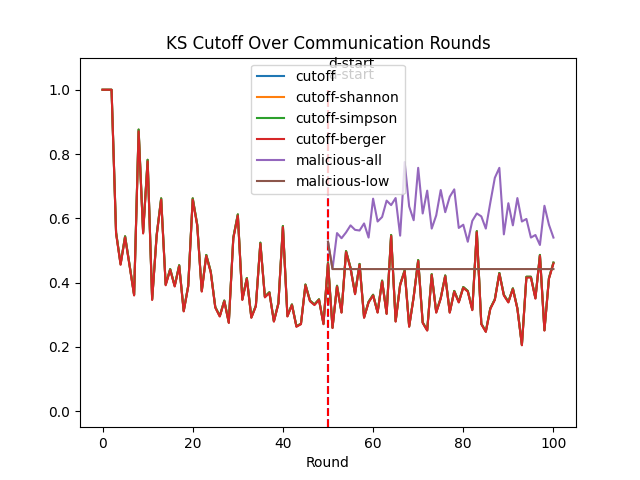 KS Cutoff Over Communication Rounds
d-start
cutoff
cutoff-shannon
cutoff-simpson
cutoff-berger
malicious-all
malicious-low
1.0
0.8
0.6
0.4
0.2
0.0
0 20 40 60 80 100
Round